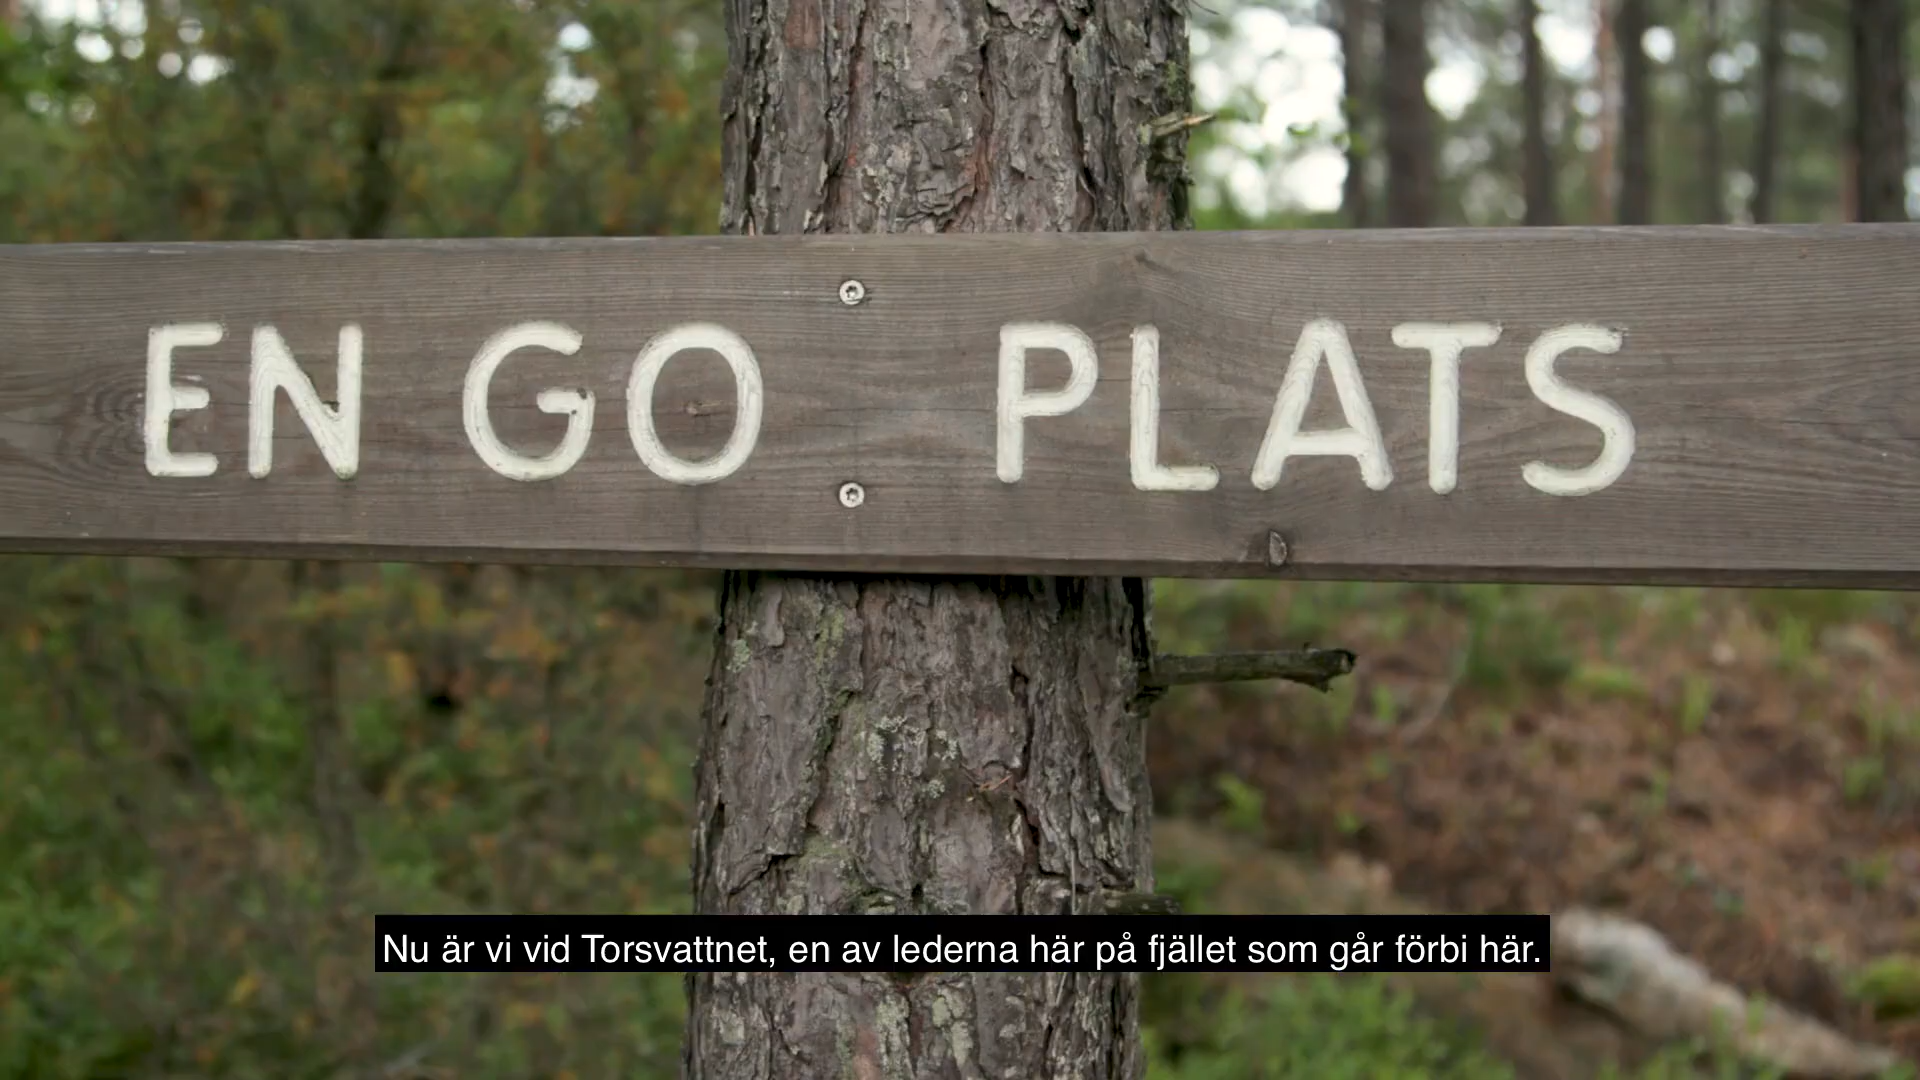 EN GO PLATS
Nu är vi vid Torsvattnet, en av lederna här på fjället som går förbi här.